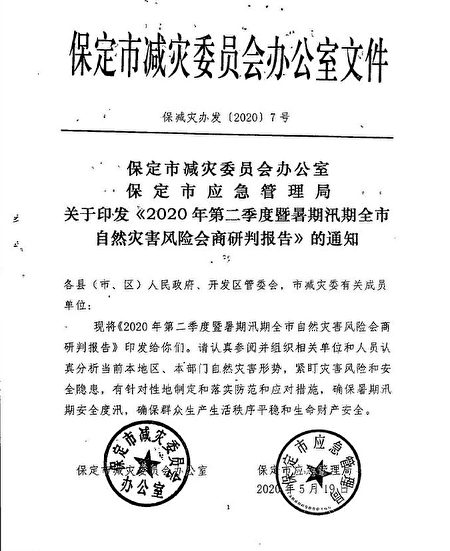 保定市减灾委员会办公室文件
保减灾办发〔2020〕7号
保定市减灾委员会办公室
保定市应急管理局
关于印发《2020年第二季度暨暑期汛期全市
自然灾害风险会商研判报告》的通知
各县（市、区）人民政府、开发区管委会，市减灾委有关成员
单位：
现将《2020年第二季度暨暑期汛期全市自然灾害风险会商
研判报告》印发给你们。请认真参阅并组织相关单位和人员认
真分析当前本地区、本部门自然灾害形势，紧盯灾害风险和安
全隐患，有针对性地制定和落实防范和应对措施，确保暑期汛
期安全度汛，确保群众生产生活秩序平稳和生命财产安全。
保定市减灾委员会办公室 保定市应急管理局
2020年5月19日
保定市减灾委员会
办公室
保定市应急管理局
1